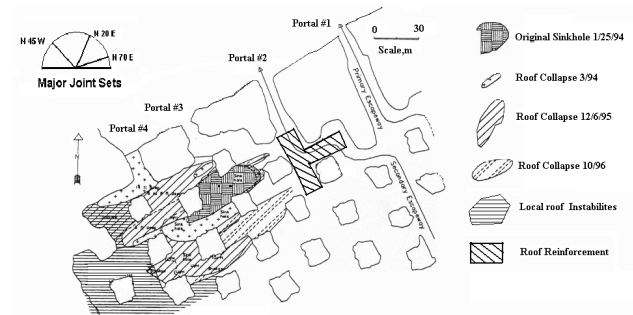 N 45 W
N 20 E
N 70 E
Major Joint Sets
N
Portal #1
Portal #2
Portal #3
Portal #4
0 30
Scale,m
Primary Escapeway
Secondary Escapeway
Original Sinkhole 1/25/94
Roof Collapse 3/94
Roof Collapse 12/6/95
Roof Collapse 10/96
Local roof Instabilites
Roof Reinforcement